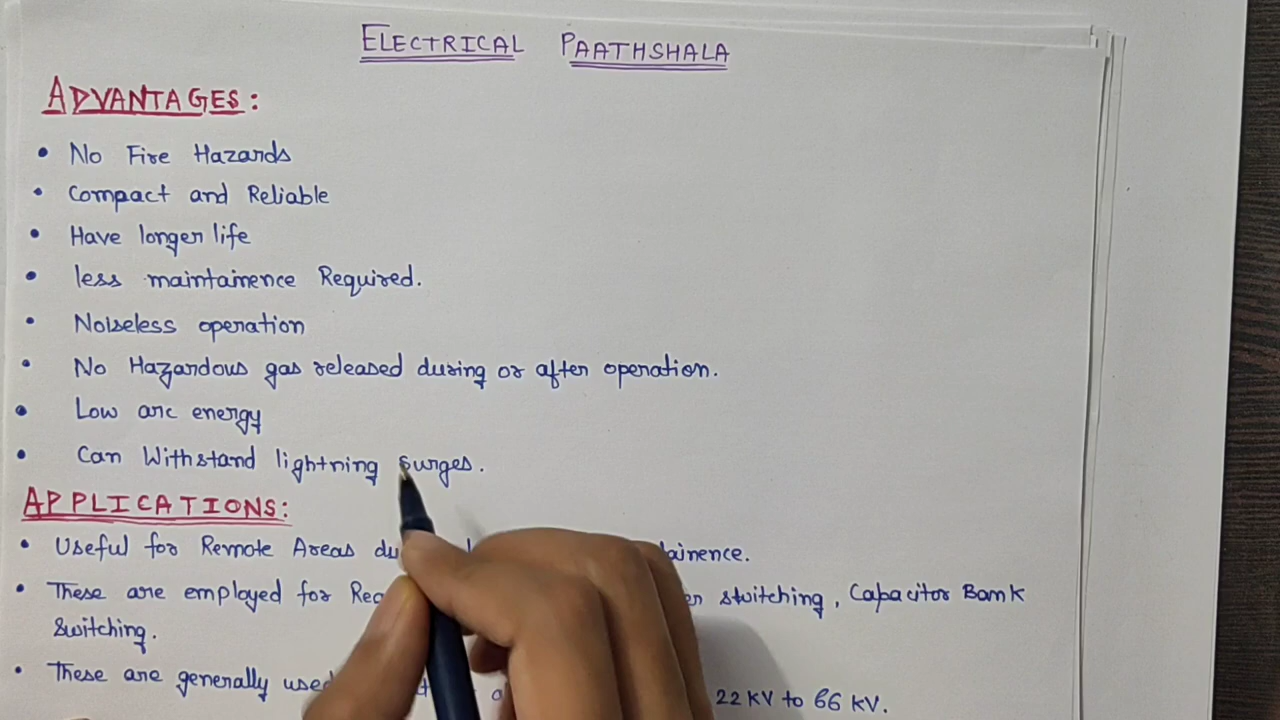 ELECTRICAL PAATHSHALA
ADVANTAGES:
• No Fire Hazards
• Compact and Reliable
• Have longer life
• less maintainence Required.
• Noiseless operation
• No Hazardous gas released during or after operation.
• Low arc energy
• Can Withstand lightning surges.
APPLICATIONS:
• Useful for Remote Areas
• These are employed for switching, Capacitor Bank
Switching.
• These are generally used 22 KV to 66 KV.